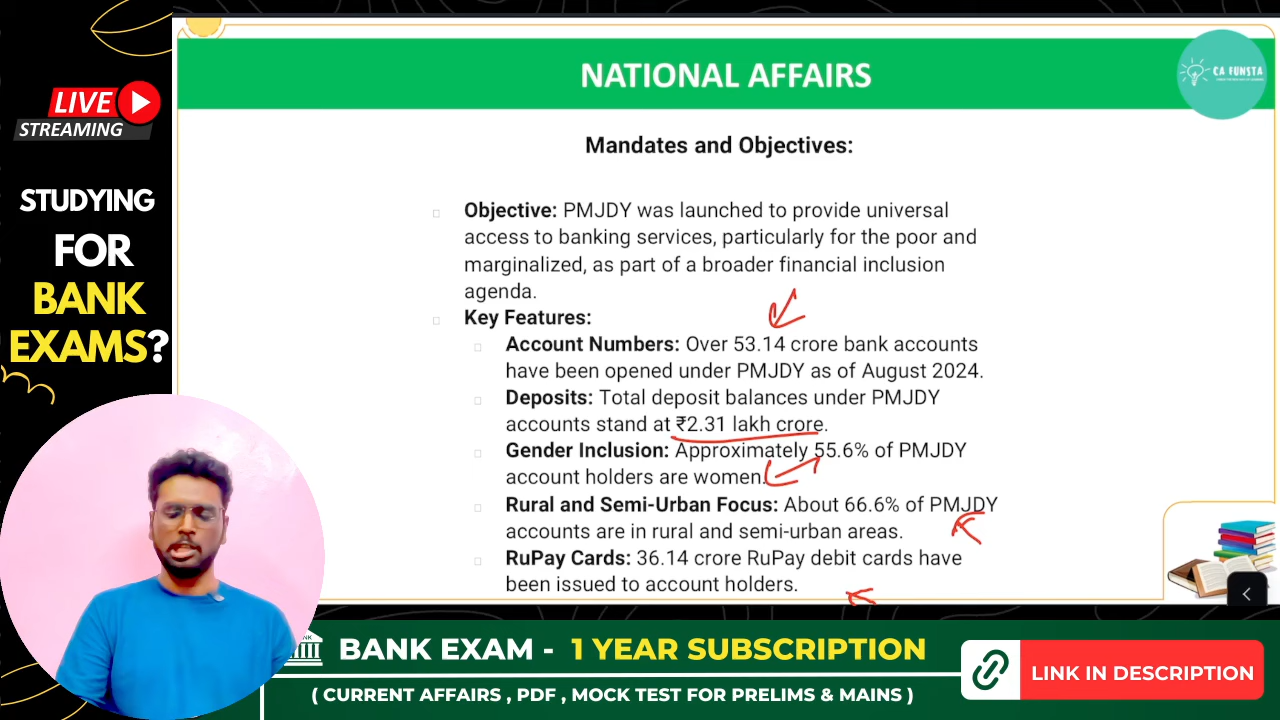 LIVE
STREAMING
STUDYING
FOR
BANK
EXAMS?
NATIONAL AFFAIRS
CA FUNSTA
Mandates and Objectives:
Objective: PMJDY was launched to provide universal
access to banking services, particularly for the poor and
marginalized, as part of a broader financial inclusion
agenda.
Key Features:
Account Numbers: Over 53.14 crore bank accounts
have been opened under PMJDY as of August 2024.
Deposits: Total deposit balances under PMJDY
accounts stand at ₹2.31 lakh crore.
Gender Inclusion: Approximately 55.6% of PMJDY
account holders are women.
Rural and Semi-Urban Focus: About 66.6% of PMJDY
accounts are in rural and semi-urban areas.
RuPay Cards: 36.14 crore RuPay debit cards have
been issued to account holders.
BANK EXAM - 1 YEAR SUBSCRIPTION
( CURRENT AFFAIRS , PDF , MOCK TEST FOR PRELIMS & MAINS )
LINK IN DESCRIPTION